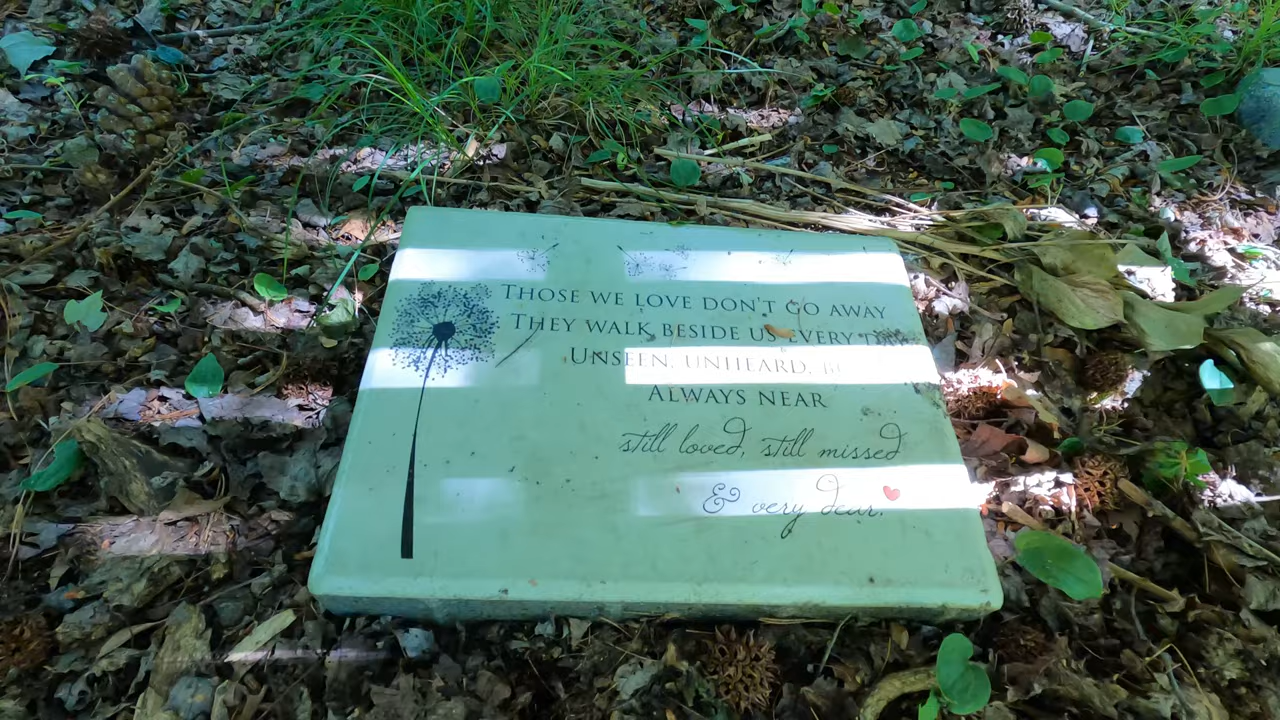 Those we love don't go away
They walk beside us every
Unseen, unheard,
Always near
still loved, still missed
& very dear.